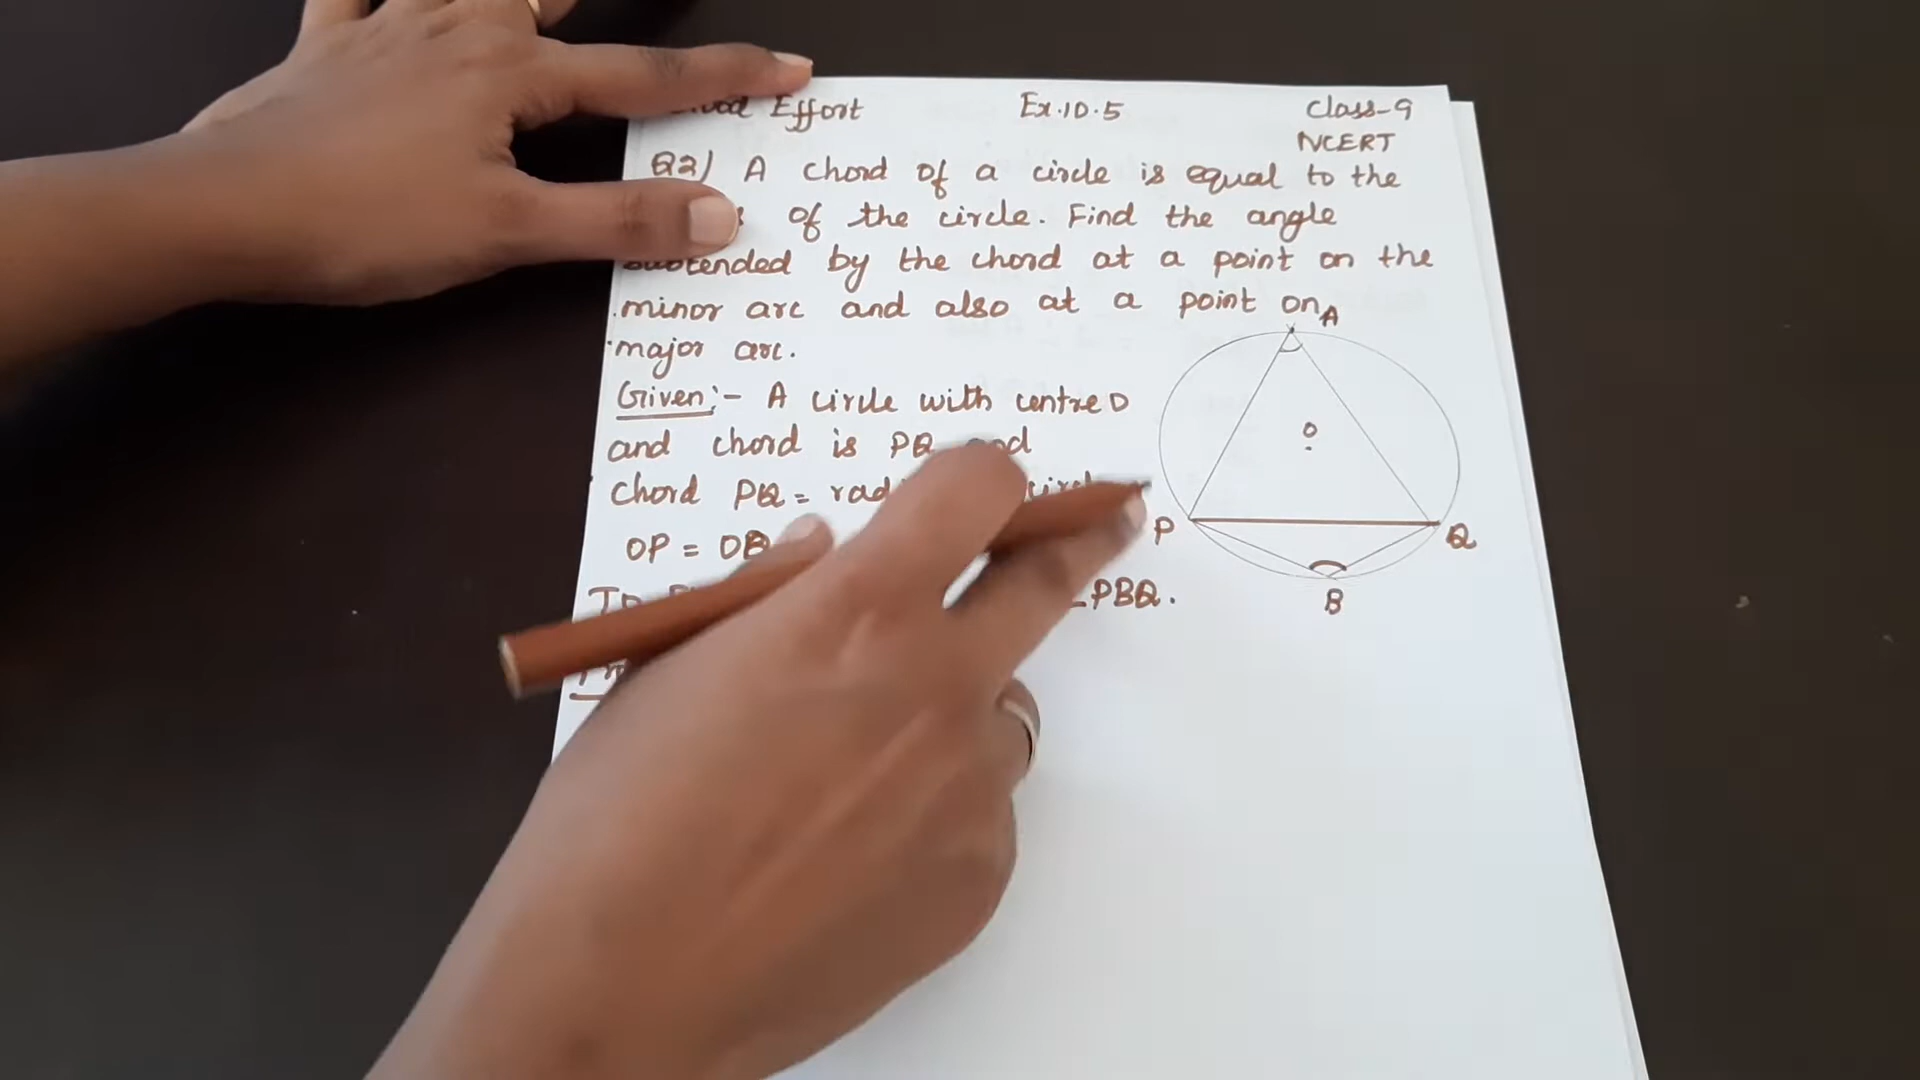 Effort
Ex.10.5
Class-9
NCERT
Q2) A chord of a circle is equal to the
of the circle. Find the angle
subtended by the chord at a point on the
minor arc and also at a point on
major arc.
Given:- A circle with centre O
and chord is PQ and
chord PQ =
OP = OQ
∠PBQ.
A
O
P
Q
B